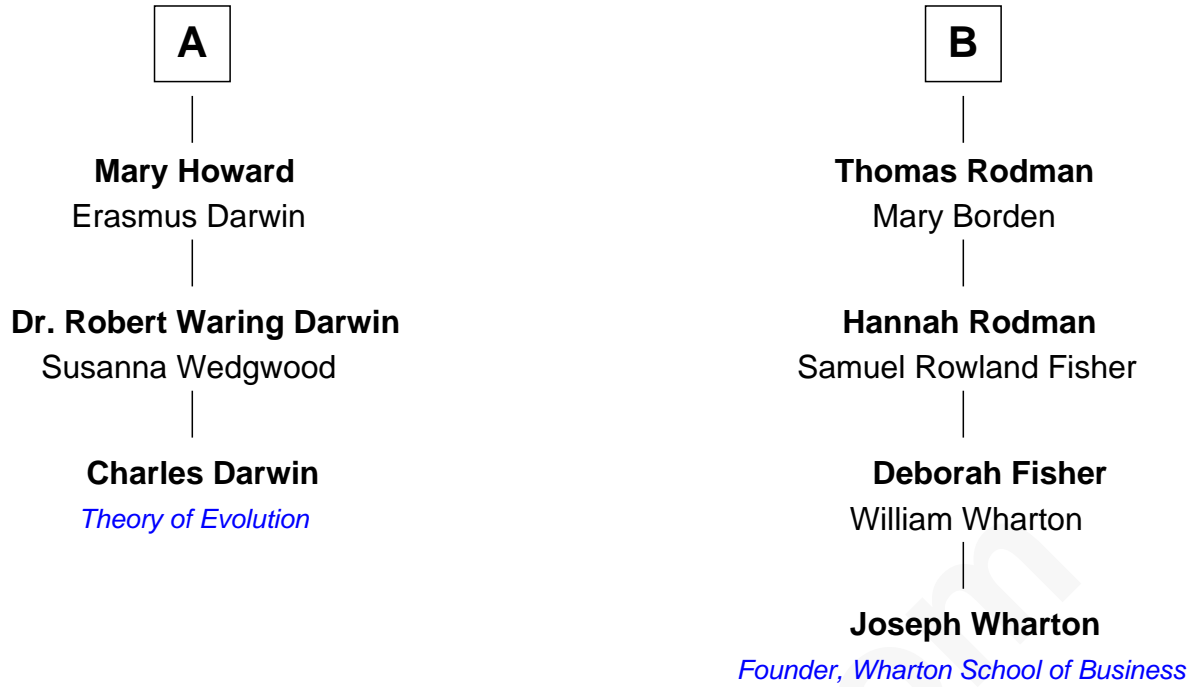 A
Mary Howard
Erasmus Darwin
Dr. Robert Waring Darwin
Susanna Wedgwood
Charles Darwin
Theory of Evolution
B
Thomas Rodman
Mary Borden
Hannah Rodman
Samuel Rowland Fisher
Deborah Fisher
William Wharton
Joseph Wharton
Founder, Wharton School of Business